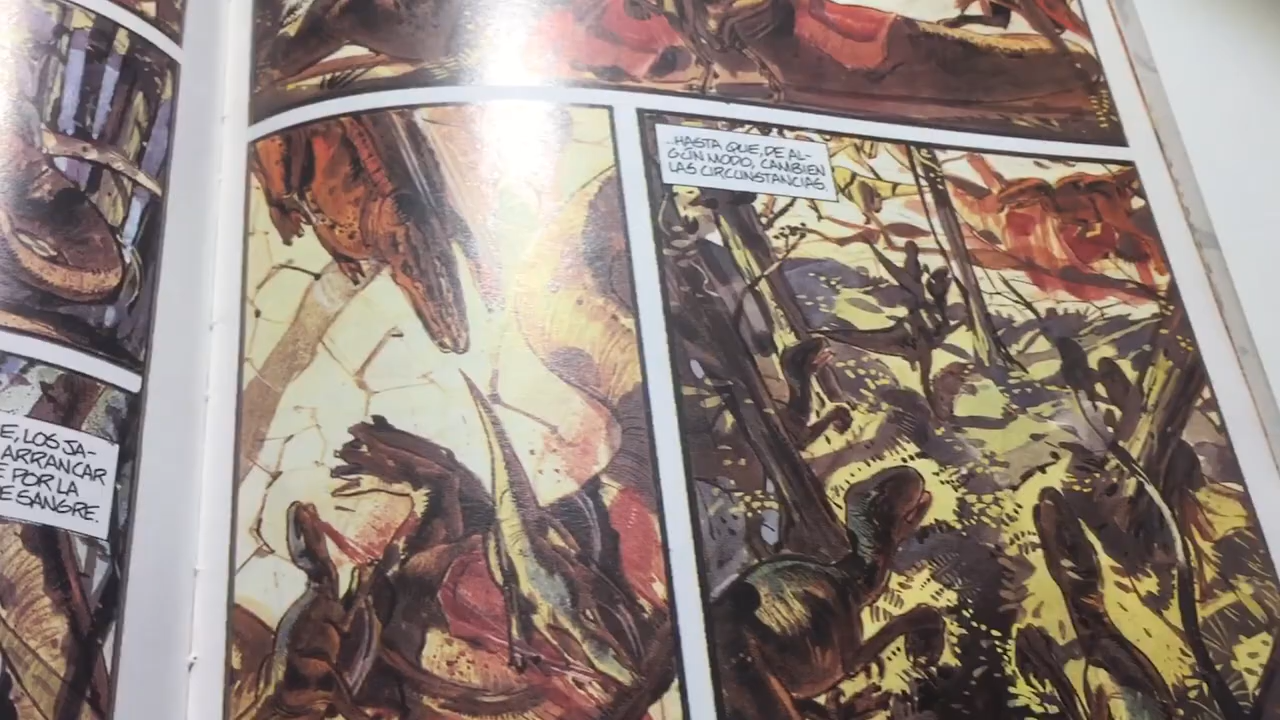 E, LOS JA-
ARRANCAR
E POR LA
E SANGRE.
...HASTA QUE, DE AL-
GÚN MODO, CAMBIEN
LAS CIRCUNSTANCIAS.